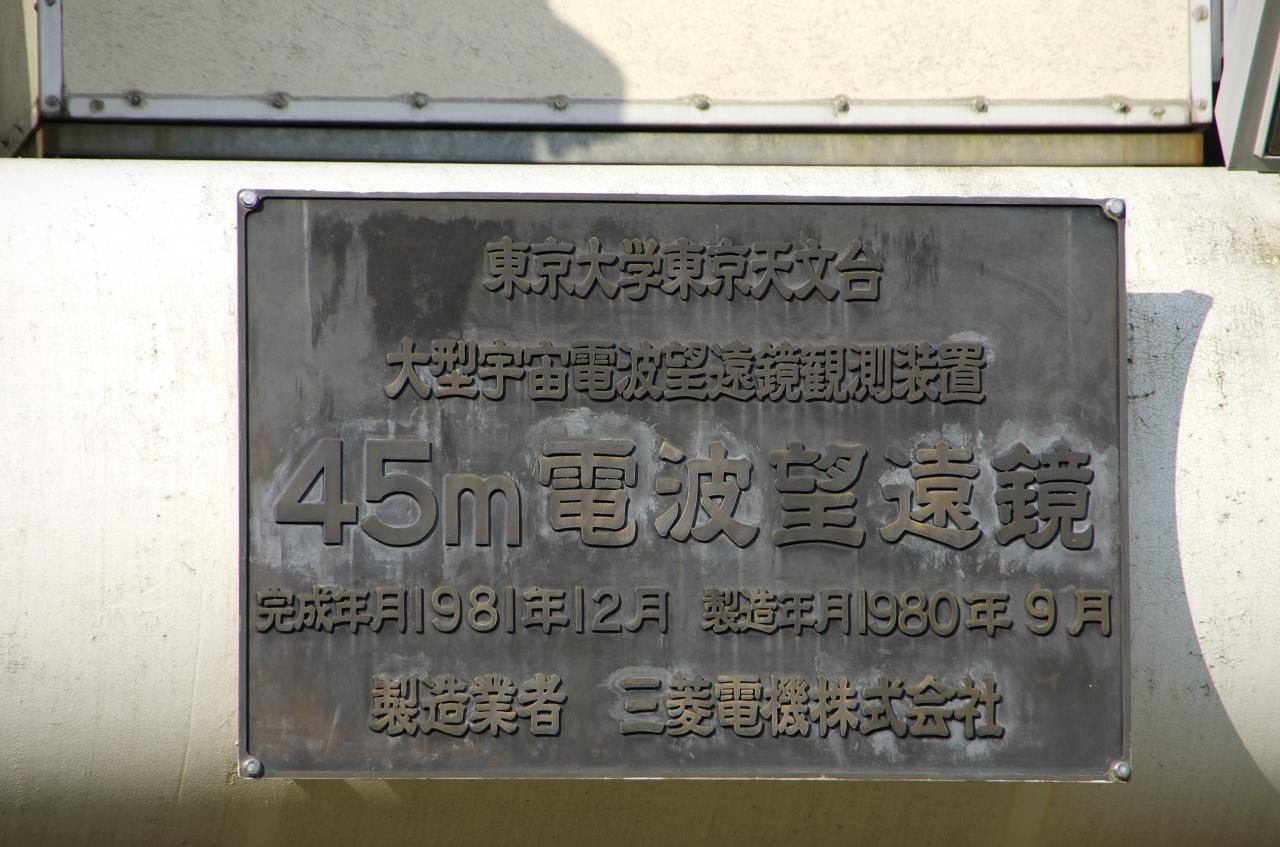 東京大学東京天文台
大型宇宙電波望遠鏡観測装置
45m電波望遠鏡
完成年月1981年12月 製造年月1980年9月
製造業者 三菱電機株式会社